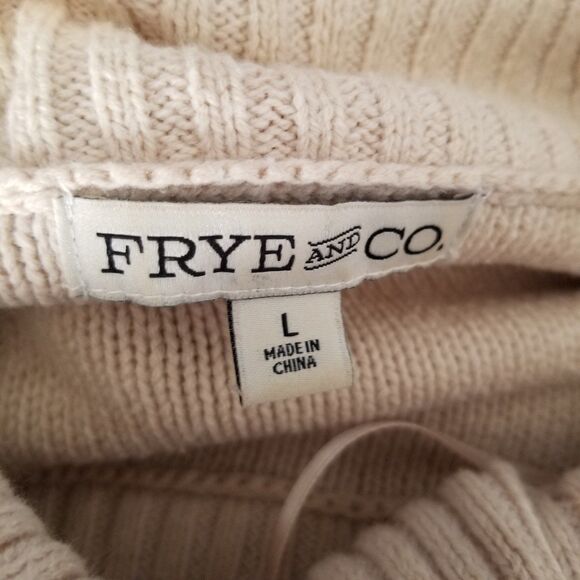 FRYE AND CO.
L
MADE IN
CHINA